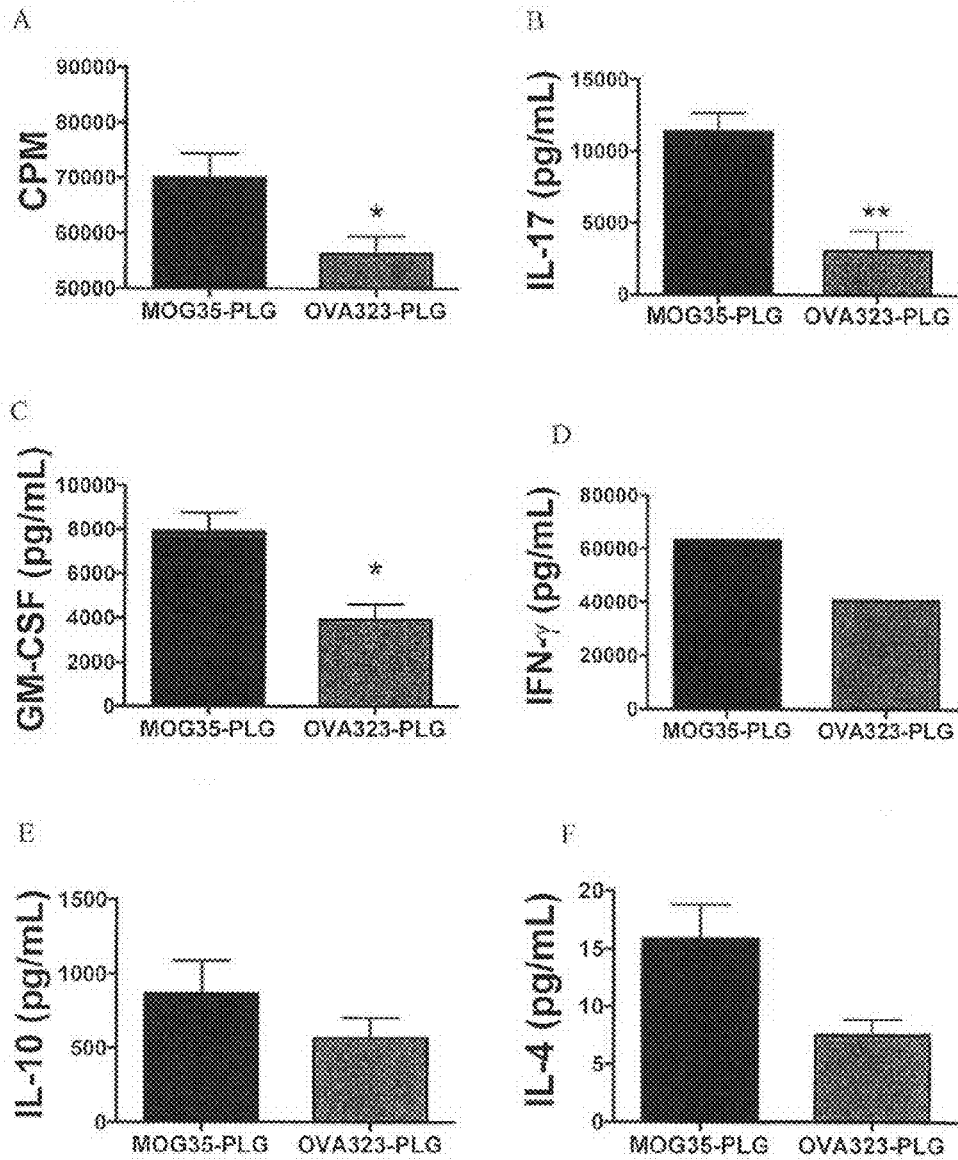 A
CPM
90000
80000
70000
60000
50000
*
MOG35-PLG OVA323-PLG
B
IL-17 (pg/mL)
15000
10000
5000
0
**
MOG35-PLG OVA323-PLG
C
GM-CSF (pg/mL)
10000
8000
6000
4000
2000
0
*
MOG35-PLG OVA323-PLG
D
IFN-γ (pg/mL)
80000
60000
40000
20000
0
MOG35-PLG OVA323-PLG
E
IL-10 (pg/mL)
1500
1000
500
0
MOG35-PLG OVA323-PLG
F
IL-4 (pg/mL)
20
15
10
5
0
MOG35-PLG OVA323-PLG